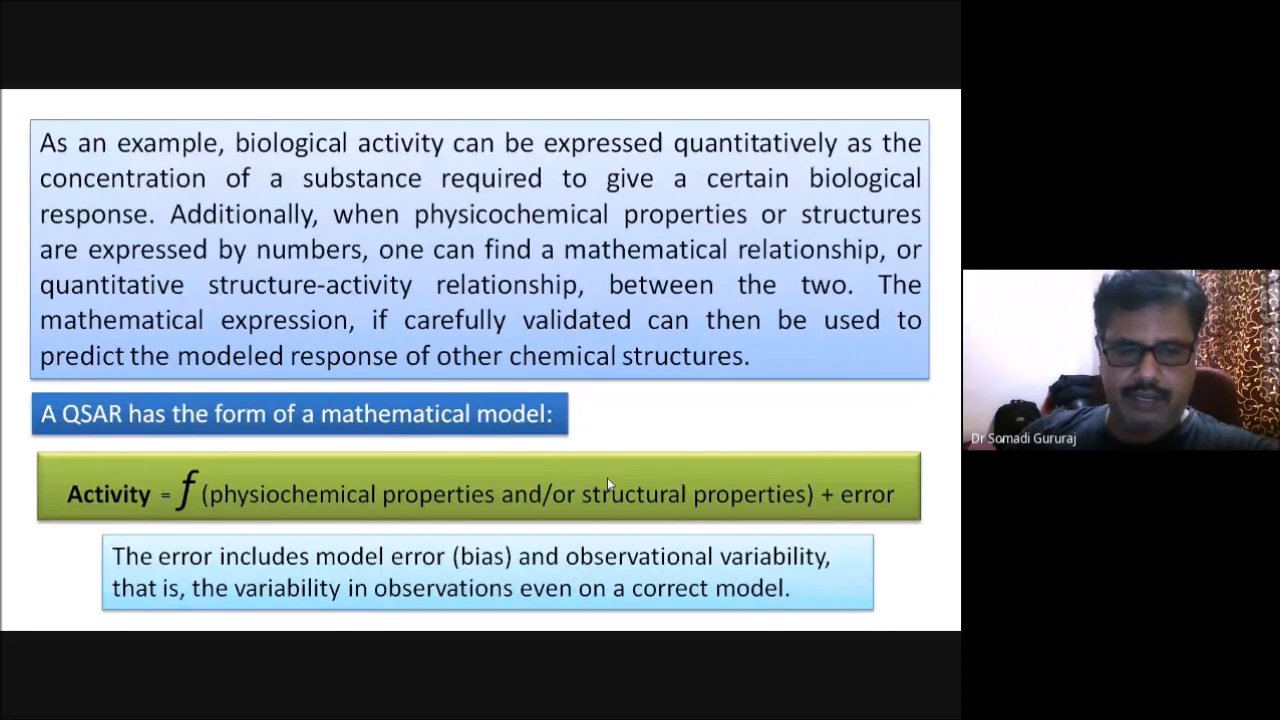 As an example, biological activity can be expressed quantitatively as the
concentration of a substance required to give a certain biological
response. Additionally, when physicochemical properties or structures
are expressed by numbers, one can find a mathematical relationship, or
quantitative structure-activity relationship, between the two. The
mathematical expression, if carefully validated can then be used to
predict the modeled response of other chemical structures.
A QSAR has the form of a mathematical model:
Activity = f (physiochemical properties and/or structural properties) + error
The error includes model error (bias) and observational variability,
that is, the variability in observations even on a correct model.
Dr Somadi Gururaj